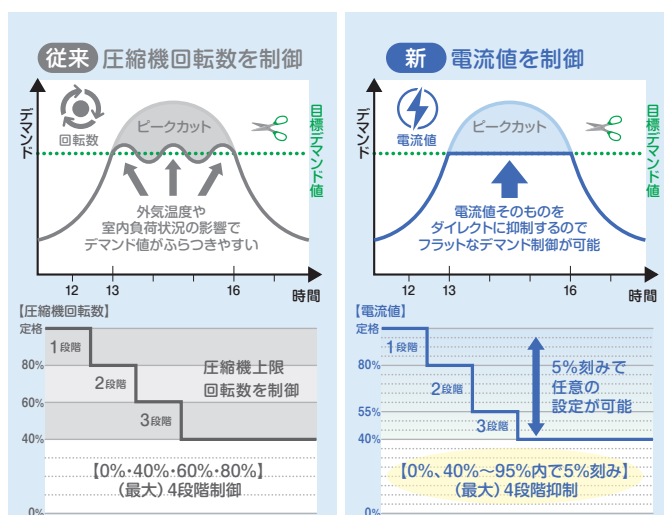 従来 圧縮機回転数を制御
デマンド
回転数
ピークカット
目標デマンド値
外気温度や
室内負荷状況の影響で
デマンド値がふらつきやすい
12 13 16 時間
【圧縮機回転数】
定格
1段階
80%
2段階
圧縮機上限
回転数を制御
60%
3段階
40%
【0%・40%・60%・80%】
(最大)4段階制御
0%
新 電流値を制御
デマンド
電流値
ピークカット
目標デマンド値
電流値そのものを
ダイレクトに抑制するので
フラットなデマンド制御が可能
12 13 16 時間
【電流値】
定格
1段階
80%
5%刻みで
任意の
設定が可能
2段階
55%
3段階
40%
【0%、40%～95%内で5%刻み】
(最大)4段階抑制
0%